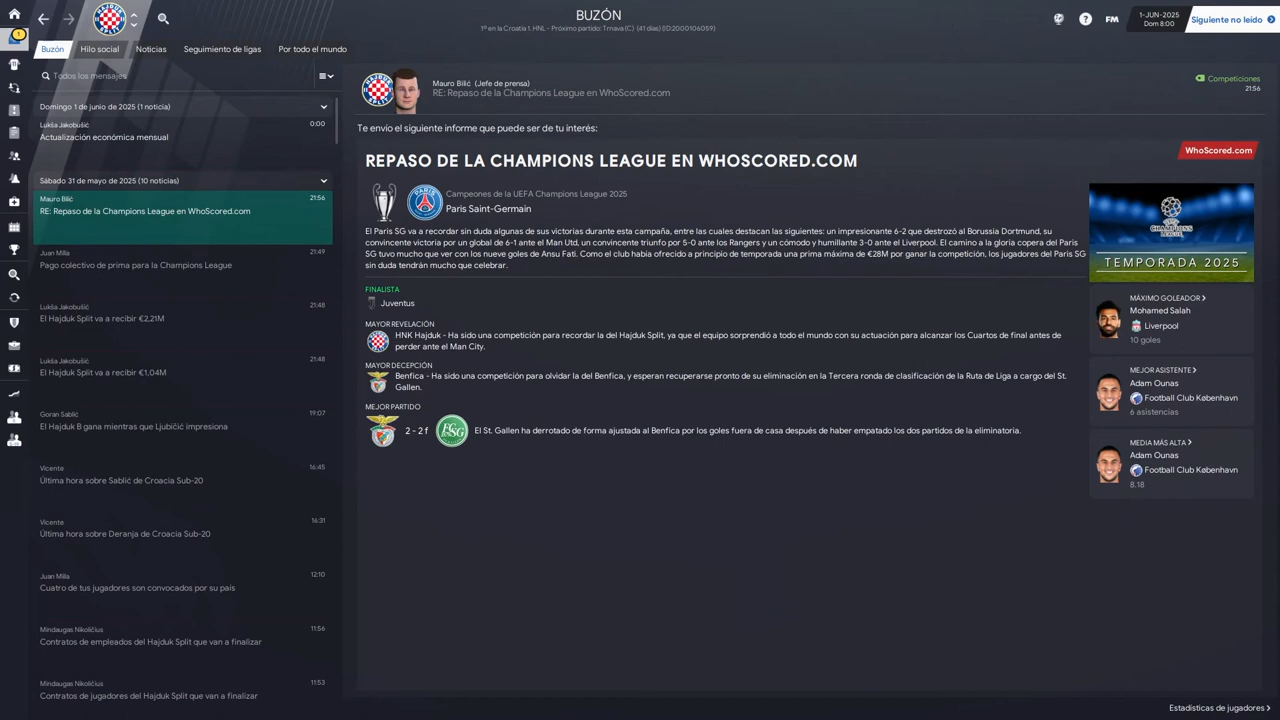 BUZÓN
1º en la Croatia 1. HNL - Próximo partido: Trnava (C) (41 días) (ID:2000106059)
FM
1-JUN-2025
Dom 8:00
Siguiente no leído
1
Buzón
Hilo social
Noticias
Seguimiento de ligas
Por todo el mundo
Todos los mensajes
Domingo 1 de junio de 2025 (1 noticia)
Lukša Jakobušić
0:00
Actualización económica mensual
Sábado 31 de mayo de 2025 (10 noticias)
Mauro Bilić
21:56
RE: Repaso de la Champions League en WhoScored.com
Juan Milla
21:49
Pago colectivo de prima para la Champions League
Lukša Jakobušić
21:48
El Hajduk Split va a recibir €2,21M
Lukša Jakobušić
21:48
El Hajduk Split va a recibir €1,04M
Goran Sablić
19:07
El Hajduk B gana mientras que Ljubičić impresiona
Vicente
16:45
Última hora sobre Sablić de Croacia Sub-20
Vicente
16:31
Última hora sobre Deranja de Croacia Sub-20
Juan Milla
12:10
Cuatro de tus jugadores son convocados por su país
Mindaugas Nikoličius
11:56
Contratos de empleados del Hajduk Split que van a finalizar
Mindaugas Nikoličius
11:53
Contratos de jugadores del Hajduk Split que van a finalizar
Mauro Bilić (Jefe de prensa)
RE: Repaso de la Champions League en WhoScored.com
Competiciones
21:56
Te envío el siguiente informe que puede ser de tu interés:
REPASO DE LA CHAMPIONS LEAGUE EN WHOSCORED.COM
WhoScored.com
Campeones de la UEFA Champions League 2025
Paris Saint-Germain
El Paris SG va a recordar sin duda algunas de sus victorias durante esta campaña, entre las cuales destacan las siguientes: un impresionante 6-2 que destrozó al Borussia Dortmund, su
convincente victoria por un global de 6-1 ante el Man Utd, un convincente triunfo por 5-0 ante los Rangers y un cómodo y humillante 3-0 ante el Liverpool. El camino a la gloria copera del Paris
SG tuvo mucho que ver con los nueve goles de Ansu Fati. Como el club había ofrecido a principio de temporada una prima máxima de €28M por ganar la competición, los jugadores del Paris SG
sin duda tendrán mucho que celebrar.
FINALISTA
Juventus
MAYOR REVELACIÓN
HNK Hajduk - Ha sido una competición para recordar la del Hajduk Split, ya que el equipo sorprendió a todo el mundo con su actuación para alcanzar los Cuartos de final antes de
perder ante el Man City.
MAYOR DECEPCIÓN
Benfica - Ha sido una competición para olvidar la del Benfica, y esperan recuperarse pronto de su eliminación en la Tercera ronda de clasificación de la Ruta de Liga a cargo del St.
Gallen.
MEJOR PARTIDO
2 - 2 f
El St. Gallen ha derrotado de forma ajustada al Benfica por los goles fuera de casa después de haber empatado los dos partidos de la eliminatoria.
CHAMPIONS
LEAGUE
TEMPORADA 2025
MÁXIMO GOLEADOR
Mohamed Salah
Liverpool
10 goles
MEJOR ASISTENTE
Adam Ounas
Football Club København
6 asistencias
MEDIA MÁS ALTA
Adam Ounas
Football Club København
8.18
Estadísticas de jugadores